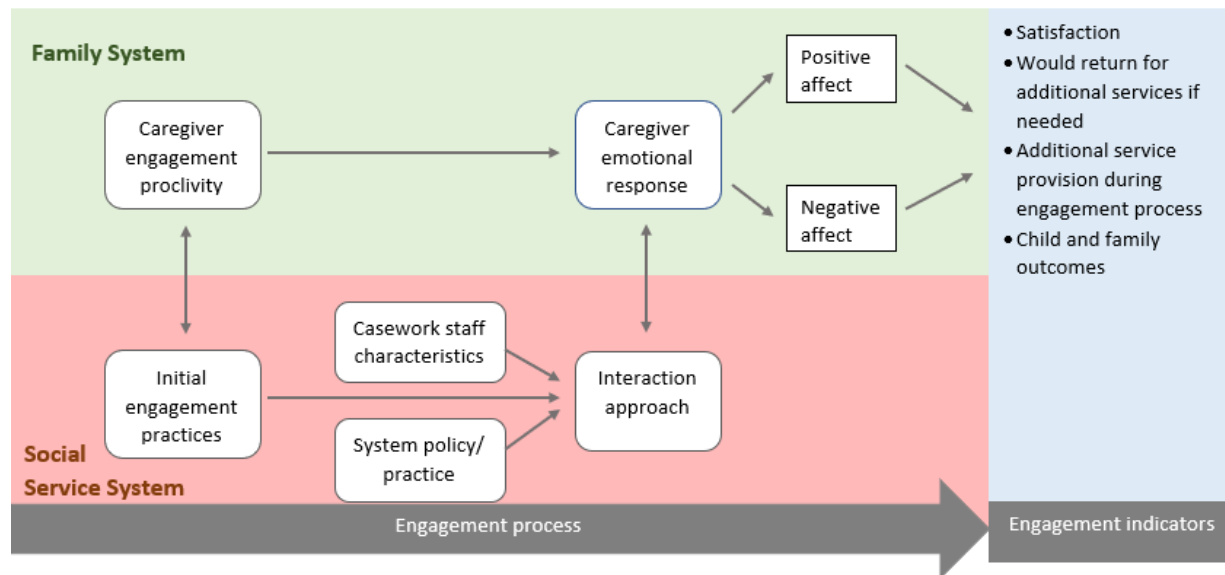 Family System
Caregiver
engagement
proclivity
Caregiver
emotional
response
Positive
affect
Negative
affect
• Satisfaction
• Would return for
additional services if
needed
• Additional service
provision during
engagement process
• Child and family
outcomes
Casework staff
characteristics
Initial
engagement
practices
Interaction
approach
System policy/
practice
Social
Service System
Engagement process
Engagement indicators